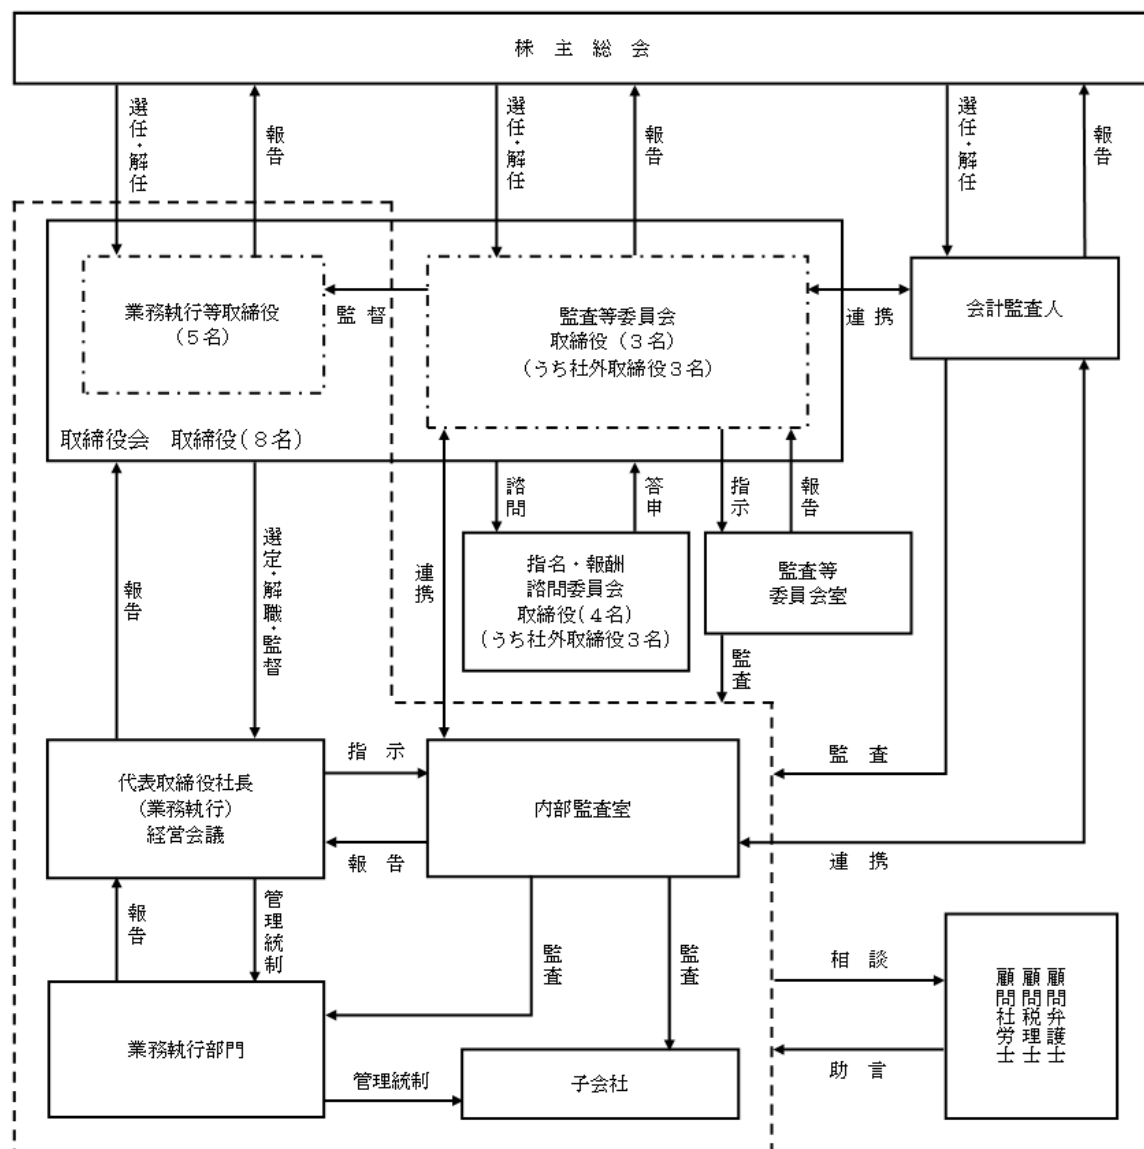 株 主 総 会
選任・解任
報告
選任・解任
報告
選任・解任
報告
業務執行等取締役
(5名)
監 督
監査等委員会
取締役(3名)
(うち社外取締役3名)
連 携
会計監査人
取締役会 取締役(8名)
報告
選定・解職・監督
連携
諮問
答申
指示
報告
指名・報酬
諮問委員会
取締役(4名)
(うち社外取締役3名)
監査等
委員会室
監査
代表取締役社長
(業務執行)
経営会議
指 示
報 告
内部監査室
監 査
連 携
報告
管理統制
監査
監査
業務執行部門
管理統制
子会社
相 談
助 言
顧問弁護士
顧問税理士
顧問社労士